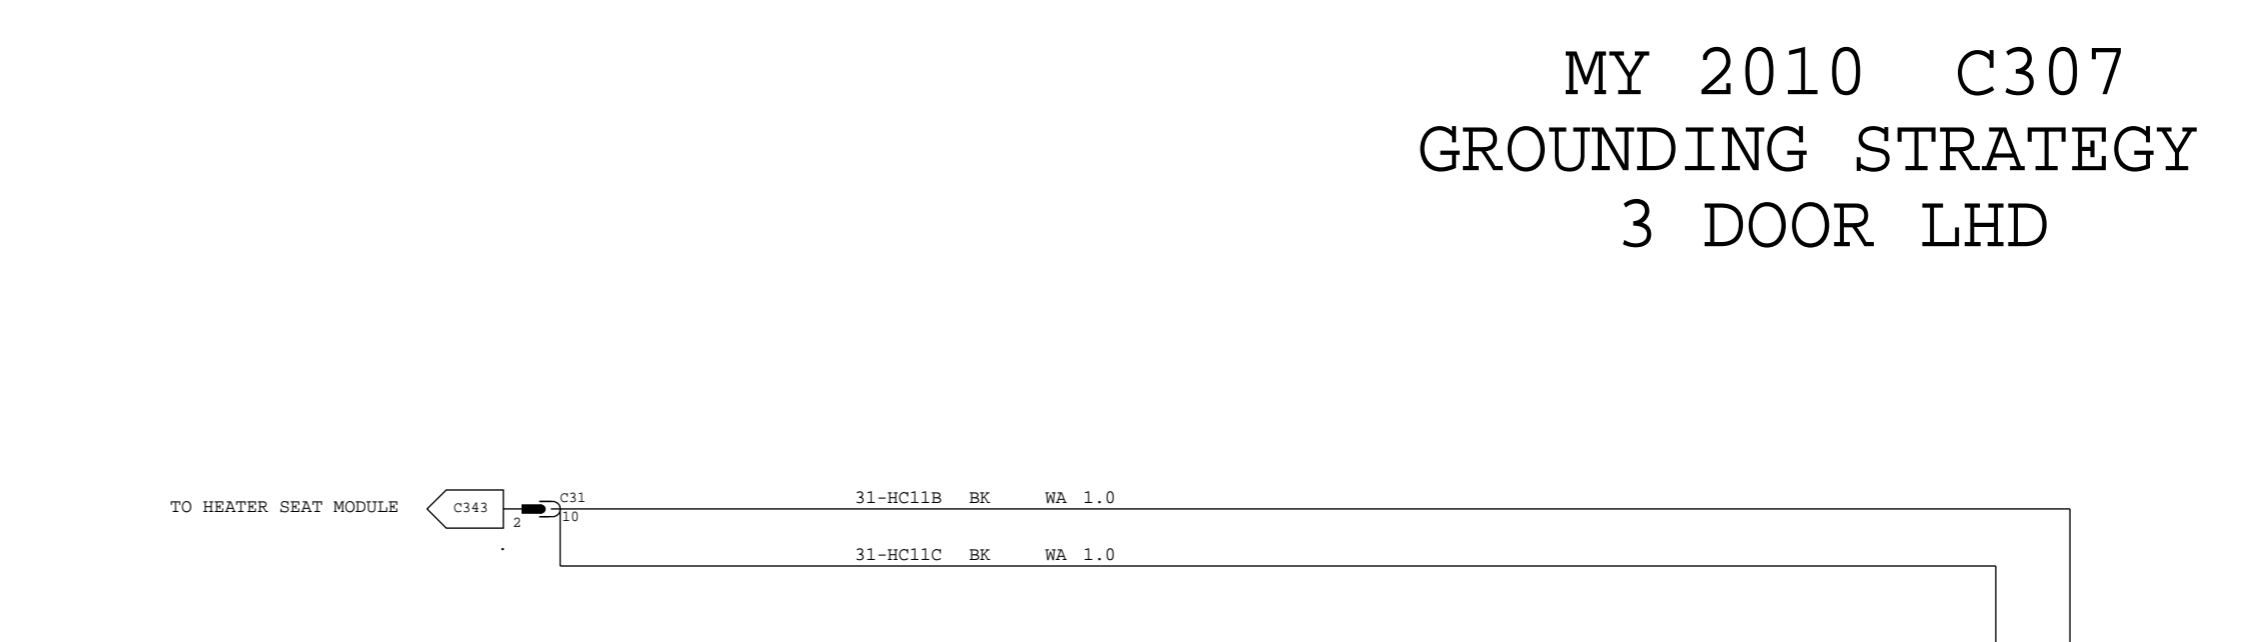 MY 2010 C307
GROUNDING STRATEGY
3 DOOR LHD
TO HEATER SEAT MODULE
C343
2
C31
10
31-HC11B BK WA 1.0
31-HC11C BK WA 1.0